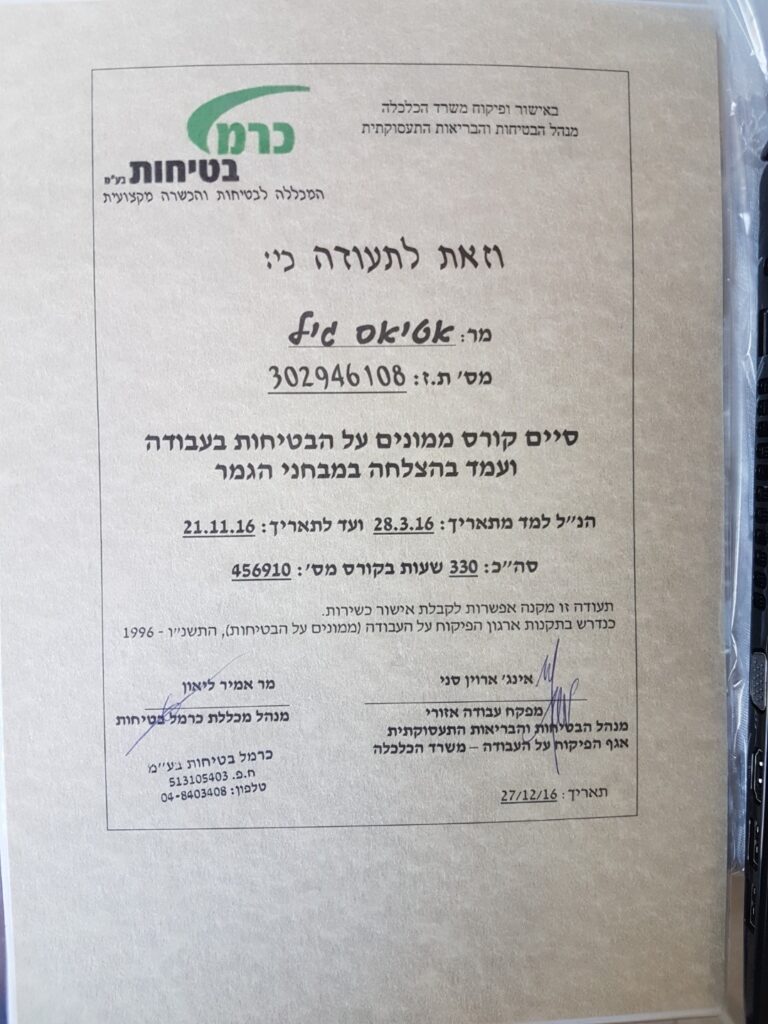 באישור ופיקוח משרד הכלכלה
מנהל הבטיחות והבריאות התעסוקתית
כרמל
בטיחות בע"מ
המכללה לבטיחות והכשרה מקצועית
וזאת לתעודה כי:
מר: אטיאס גיל
מס' ת.ז: 302946108
סיים קורס ממונים על הבטיחות בעבודה
ועמד בהצלחה במבחני הגמר
הנ"ל למד מתאריך: 28.3.16 ועד לתאריך: 21.11.16
סה"כ: 330 שעות בקורס מס': 456910
תעודה זו מקנה אפשרות לקבלת אישור כשירות.
כנדרש בתקנות ארגון הפיקוח על העבודה (ממונים על הבטיחות), התשנ"ו - 1996
אינג' ארוין סני
מפקח עבודה אזורי
מנהל הבטיחות והבריאות התעסוקתית
אגף הפיקוח על העבודה – משרד הכלכלה
תאריך: 27/12/16
מר אמיר ליאון
מנהל מכללת כרמל בטיחות
כרמל בטיחות בע"מ
ח.פ. 513105403
טלפון: 04-8403408